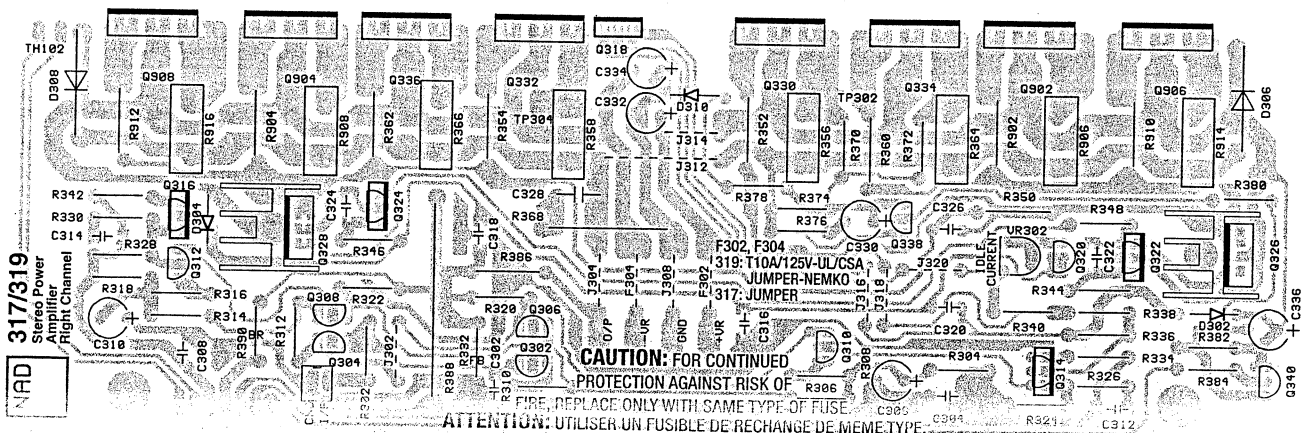 TH102
D308
Q908
Q904
Q336
Q332
Q318
C334
C332
D310
Q330
TP302
Q334
Q902
Q906
D306
R912
R916
R904
R908
R362
R366
R354
TP304
R358
J314
J312
R352
R356
R370
R360
R372
R364
R902
R906
R910
R914
R342
Q316
D304
C324
Q324
C328
R378
R374
R350
R380
R330
C314
R328
Q312
Q328
R346
R368
C318
R386
R376
C330
Q338
C326
R348
VR302
IDLE CURRENT
Q320
C322
Q322
Q326
F302, F304
319: T10A/125V-UL/CSA
JUMPER-NEMKO
317: JUMPER
J304
F304
J308
F302
J316
J318
J320
R318
R316
R314
C310
C308
R390
BR
R312
Q308
Q304
R322
J302
R332
R388
R392
FB
C302
R310
R320
Q306
Q302
O/P
-VR
GND
+VR
C316
Q310
R308
R306
C320
R304
R340
R344
Q314
R338
D302
R382
R336
R334
R326
R384
C336
Q340
C304
C312
317/319
Stereo Power
Amplifier
Right Channel
NAD
CAUTION: FOR CONTINUED
PROTECTION AGAINST RISK OF
FIRE, REPLACE ONLY WITH SAME TYPE OF FUSE.
ATTENTION: UTILISER UN FUSIBLE DE RECHANGE DE MEME TYPE